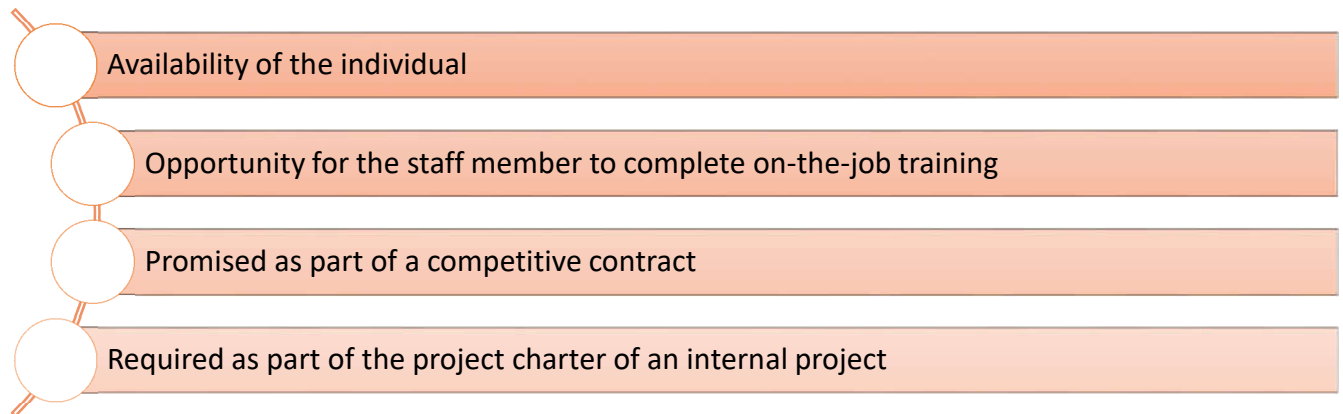 Availability of the individual
Opportunity for the staff member to complete on-the-job training
Promised as part of a competitive contract
Required as part of the project charter of an internal project